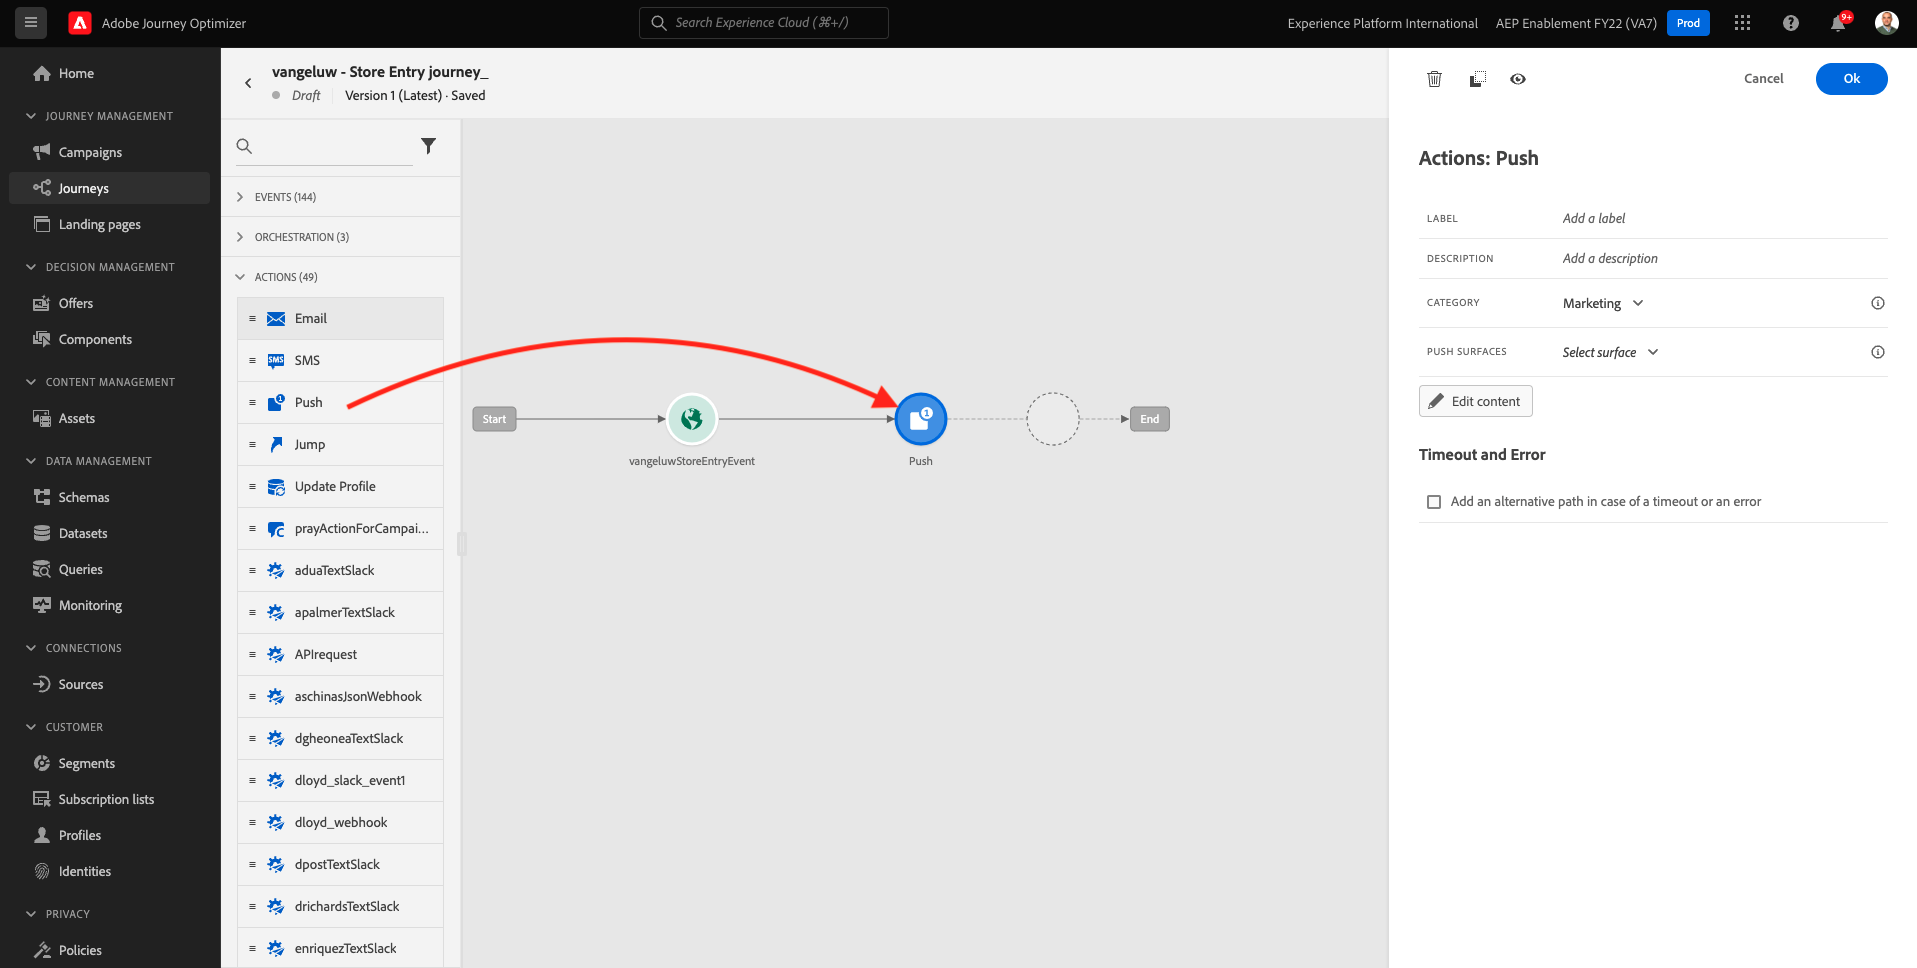 Adobe Journey Optimizer
Search Experience Cloud (⌘+/)
Experience Platform International
AEP Enablement FY22 (VA7)
Prod
9+
Home
JOURNEY MANAGEMENT
Campaigns
Journeys
Landing pages
DECISION MANAGEMENT
Offers
Components
CONTENT MANAGEMENT
Assets
DATA MANAGEMENT
Schemas
Datasets
Queries
Monitoring
CONNECTIONS
Sources
CUSTOMER
Segments
Subscription lists
Profiles
Identities
PRIVACY
Policies
vangeluw - Store Entry journey_
Draft
Version 1 (Latest) · Saved
EVENTS (144)
ORCHESTRATION (3)
ACTIONS (49)
Email
SMS
SMS
1
Push
Jump
Update Profile
prayActionForCampai...
aduaTextSlack
apalmerTextSlack
APIrequest
aschinasJsonWebhook
dgheoneaTextSlack
dloyd_slack_event1
dloyd_webhook
dpostTextSlack
drichardsTextSlack
enriquezTextSlack
Start
vangeluwStoreEntryEvent
1
Push
End
Cancel
Ok
Actions: Push
LABEL
Add a label
DESCRIPTION
Add a description
CATEGORY
Marketing
PUSH SURFACES
Select surface
Edit content
Timeout and Error
Add an alternative path in case of a timeout or an error